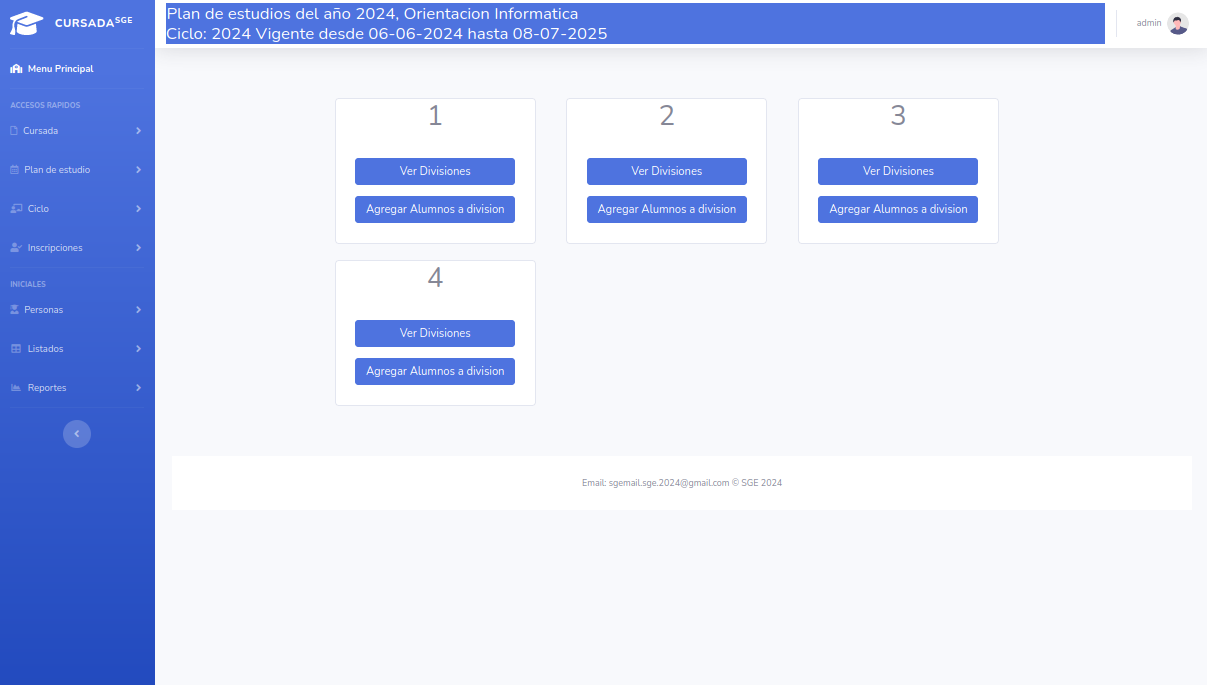 CURSADA SGE
Menu Principal
ACCESOS RAPIDOS
Cursada
Plan de estudio
Ciclo
Inscripciones
INICIALES
Personas
Listados
Reportes
Plan de estudios del año 2024, Orientacion Informatica
Ciclo: 2024 Vigente desde 06-06-2024 hasta 08-07-2025
admin
1
Ver Divisiones
Agregar Alumnos a division
2
Ver Divisiones
Agregar Alumnos a division
3
Ver Divisiones
Agregar Alumnos a division
4
Ver Divisiones
Agregar Alumnos a division
Email: sgemail.sge.2024@gmail.com © SGE 2024